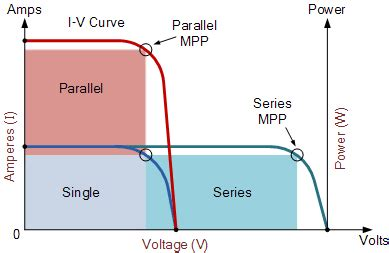 Amps
I-V Curve
Parallel
MPP
Power
Parallel
Series
MPP
Amperes (I)
Power (W)
Single
Series
0
Voltage (V)
Volts